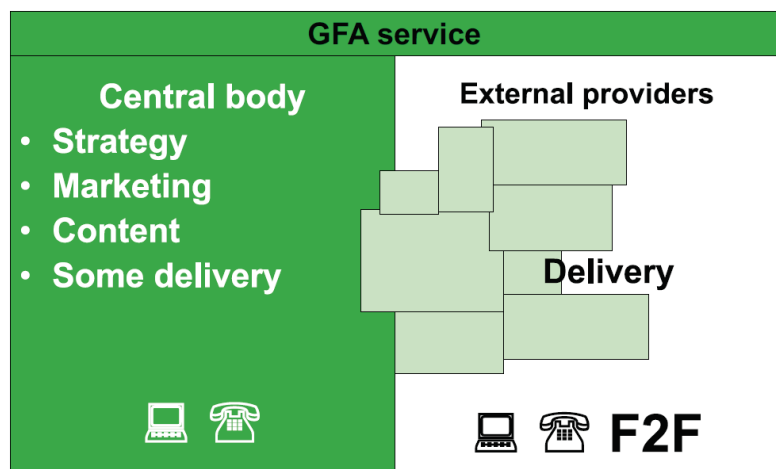 GFA service
Central body
• Strategy
• Marketing
• Content
• Some delivery
External providers
Delivery
F2F